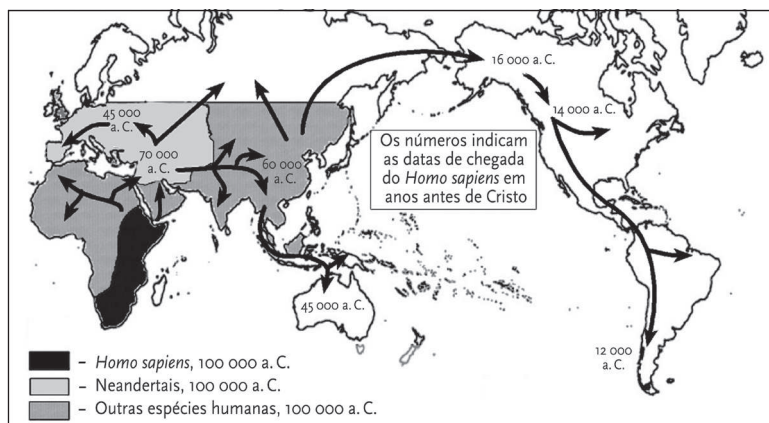 16 000 a. C.
14 000 a. C.
45 000
a. C.
70 000
a. C.
60 000
a. C.
Os números indicam
as datas de chegada
do Homo sapiens em
anos antes de Cristo
45 000 a. C.
12 000
a. C.
– Homo sapiens, 100 000 a. C.
– Neandertais, 100 000 a. C.
– Outras espécies humanas, 100 000 a. C.